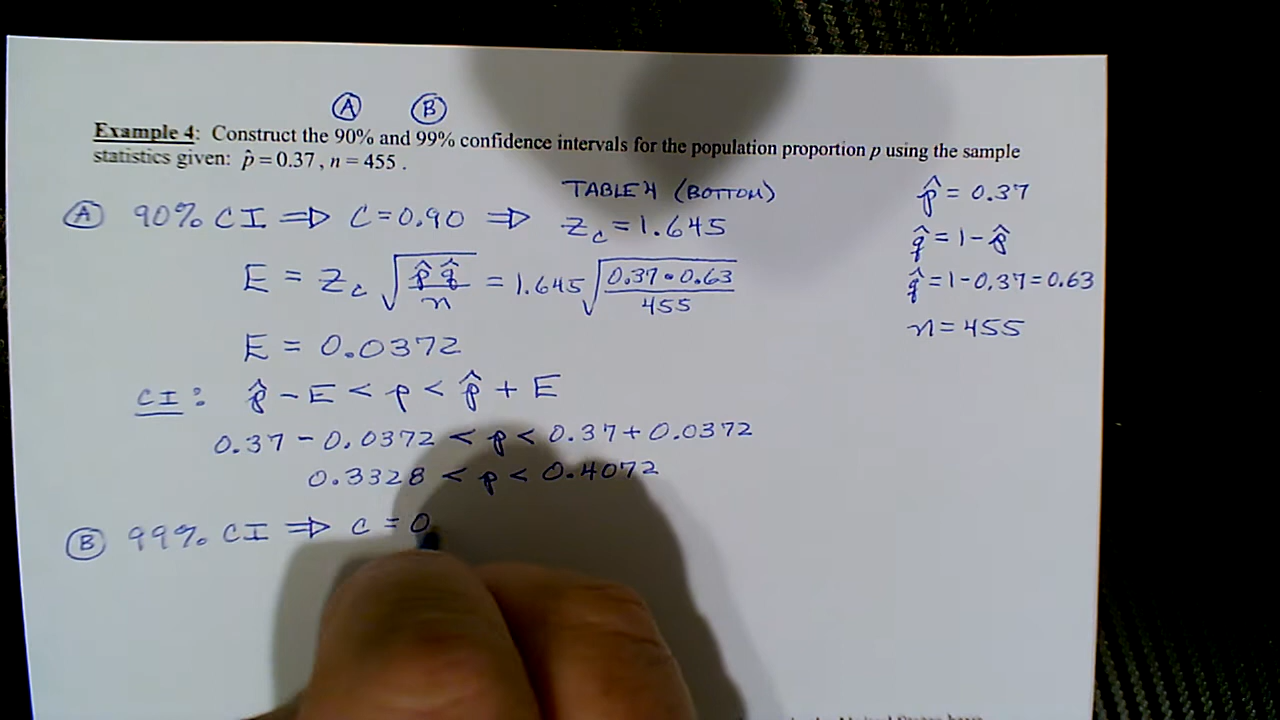 Ⓐ Ⓑ
Example 4: Construct the 90% and 99% confidence intervals for the population proportion p using the sample
statistics given: p̂ = 0.37, n = 455.
Ⓐ 90% CI ⇒ C = 0.90 ⇒ TABLE 4 (BOTTOM)
z_c = 1.645
E = z_c √(p̂ q̂ / n) = 1.645 √(0.37 • 0.63 / 455)
E = 0.0372
CI: p̂ - E < p < p̂ + E
0.37 - 0.0372 < p < 0.37 + 0.0372
0.3328 < p < 0.4072
Ⓑ 99% CI ⇒ C = 0
p̂ = 0.37
q̂ = 1 - p̂
q̂ = 1 - 0.37 = 0.63
n = 455